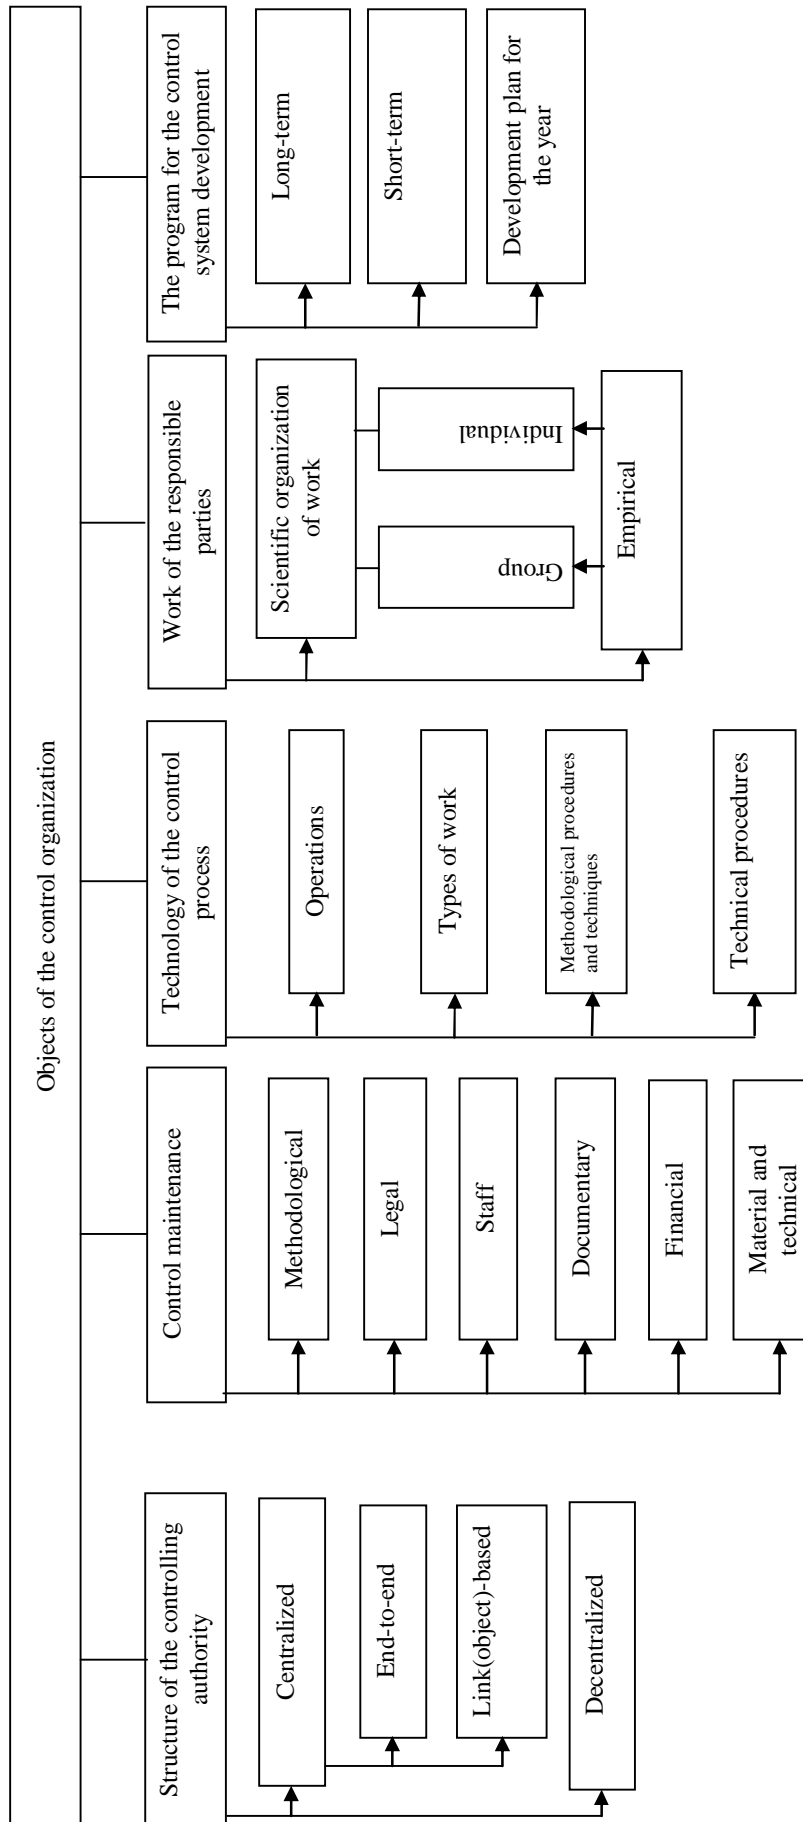 Objects of the control organization
Structure of the controlling
authority
Centralized
End-to-end
Link(object)-based
Decentralized
Control maintenance
Methodological
Legal
Staff
Documentary
Financial
Material and
technical
Technology of the control
process
Operations
Types of work
Methodological procedures
and techniques
Technical procedures
Work of the responsible
parties
Scientific organization
of work
Group
Individual
Empirical
The program for the control
system development
Long-term
Short-term
Development plan for
the year